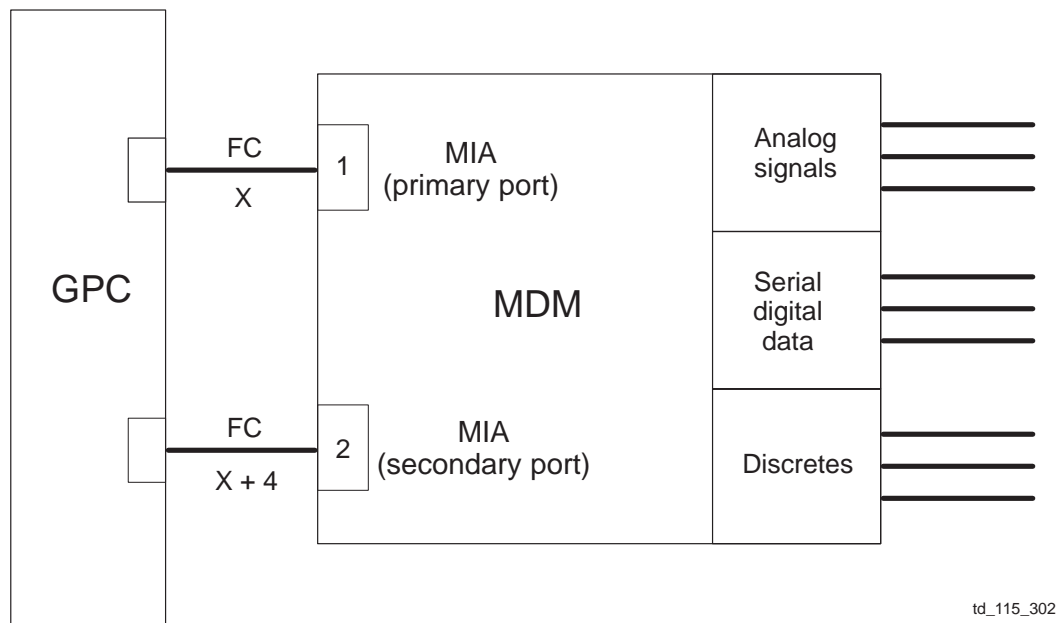 GPC
FC
X
1
MIA
(primary port)
MDM
FC
X + 4
2
MIA
(secondary port)
Analog
signals
Serial
digital
data
Discretes
td_115_302